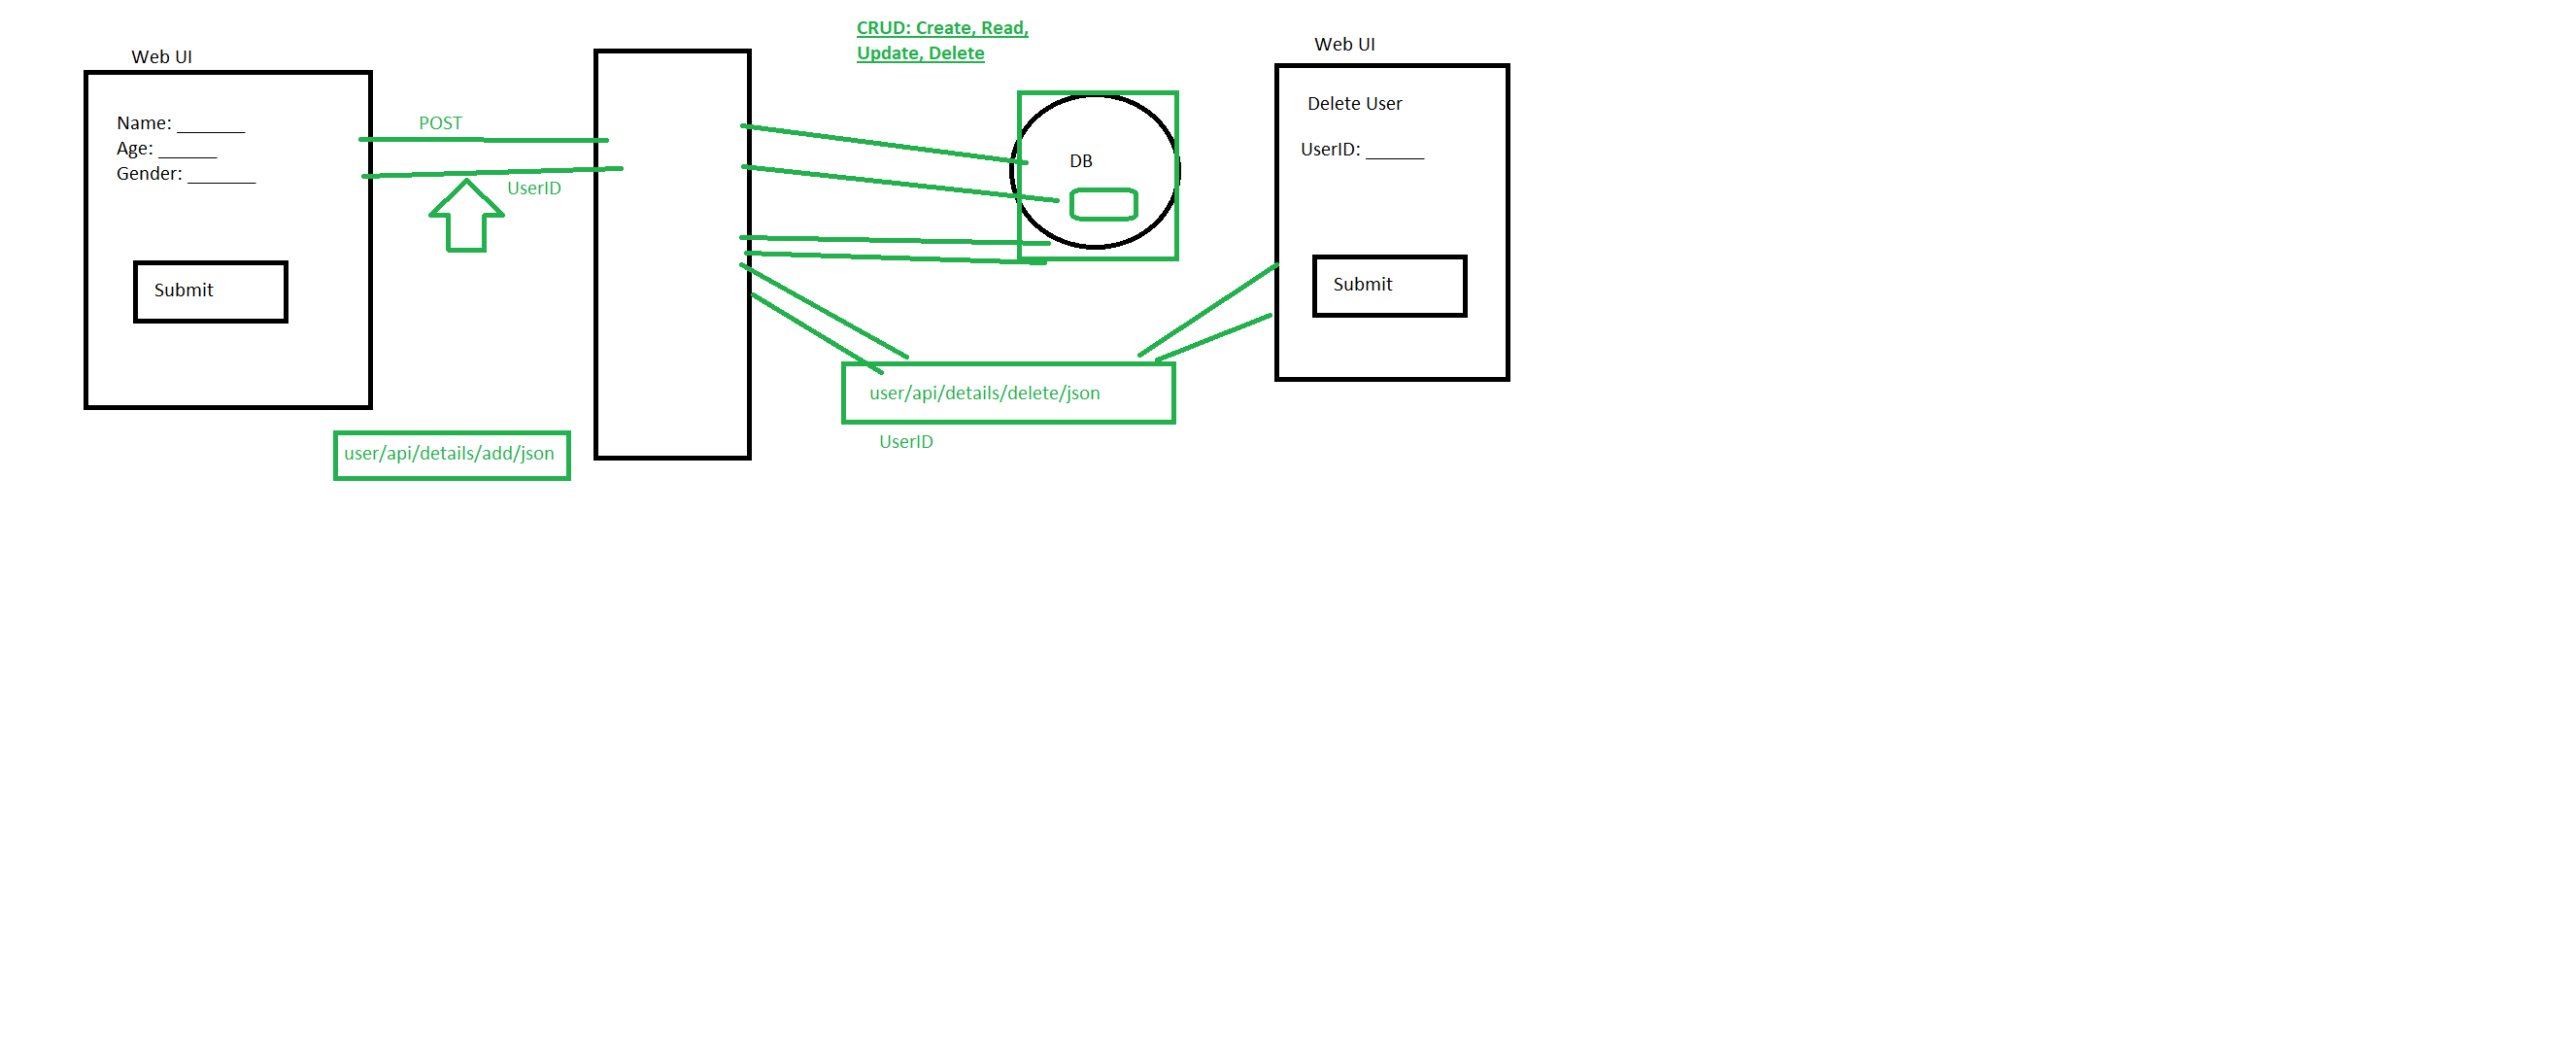 Web UI
Name: _______
Age: ______
Gender: _______
Submit
POST
UserID
user/api/details/add/json
CRUD: Create, Read,
Update, Delete
DB
user/api/details/delete/json
UserID
Web UI
Delete User
UserID: ______
Submit